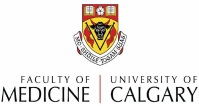 FACULTY OF
MEDICINE
UNIVERSITY OF
CALGARY